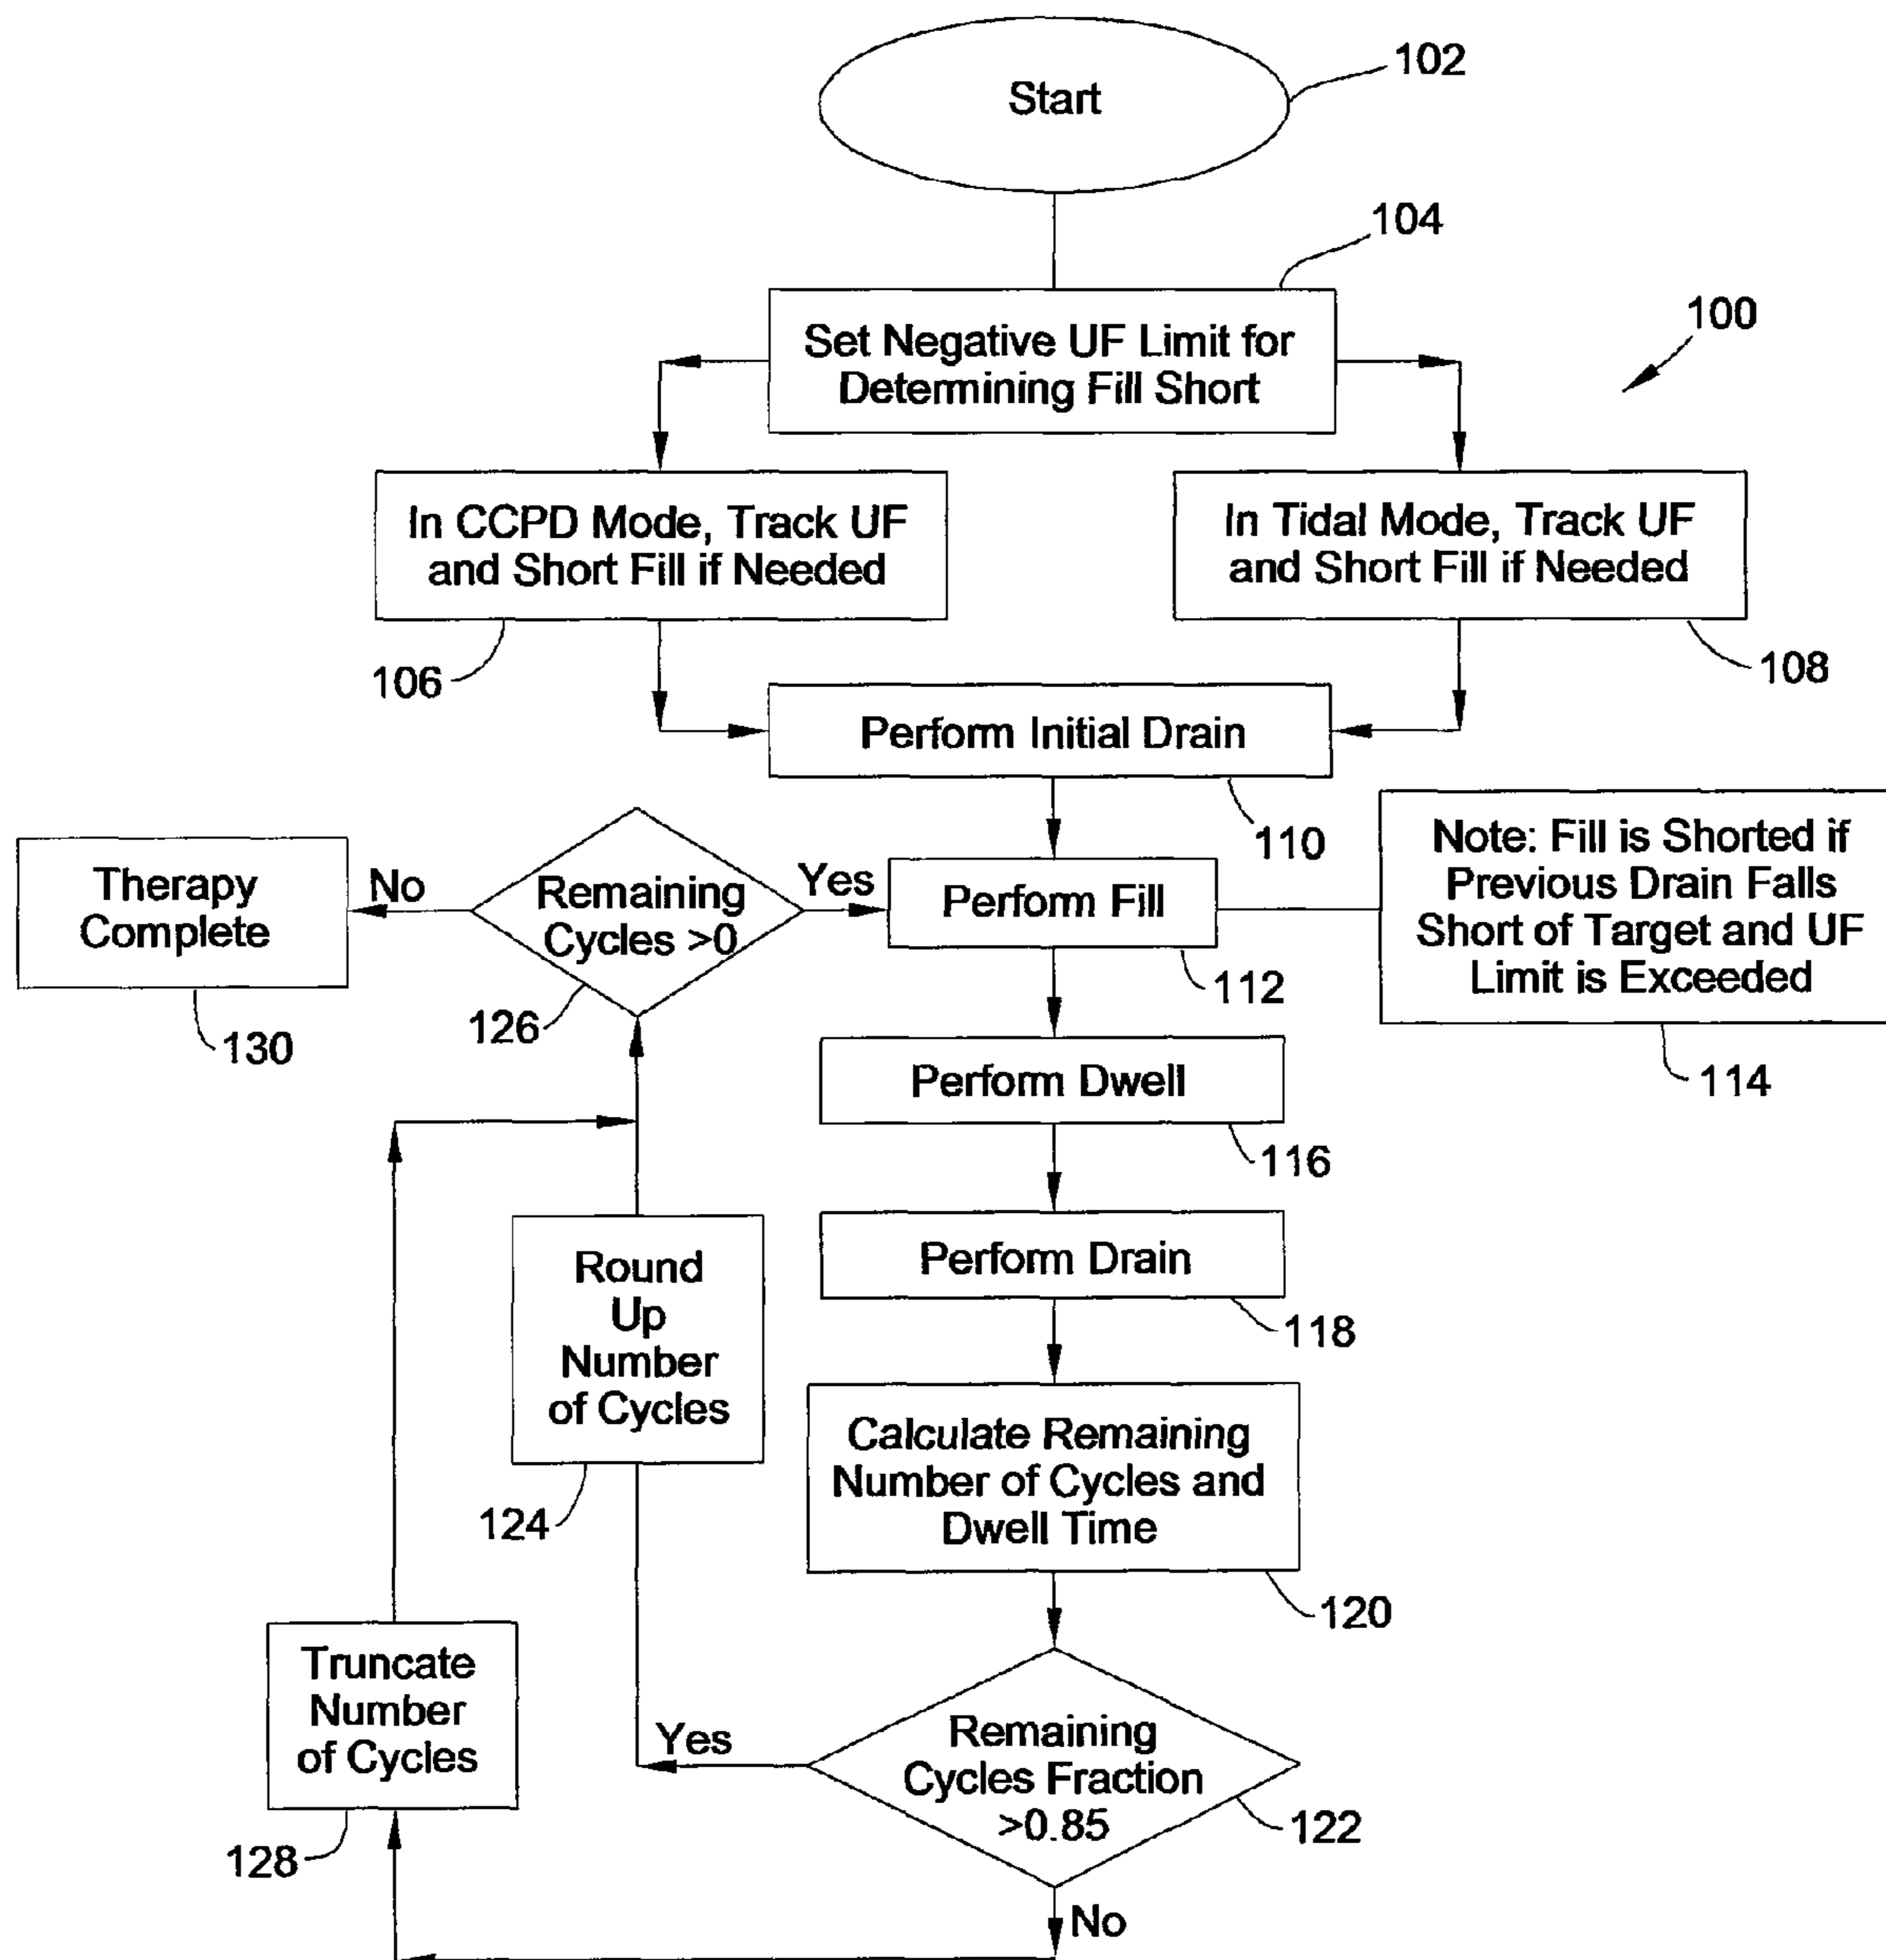 Start
102
104
Set Negative UF Limit for
Determining Fill Short
100
In CCPD Mode, Track UF
and Short Fill if Needed
In Tidal Mode, Track UF
and Short Fill if Needed
106
108
Perform Initial Drain
110
Note: Fill is Shorted if
Previous Drain Falls
Short of Target and UF
Limit is Exceeded
114
Therapy
Complete
130
No
Remaining
Cycles >0
126
Yes
Perform Fill
112
Perform Dwell
116
Perform Drain
118
Round
Up
Number
of Cycles
124
Calculate Remaining
Number of Cycles and
Dwell Time
120
Truncate
Number
of Cycles
128
Yes
Remaining
Cycles Fraction
>0.85
122
No